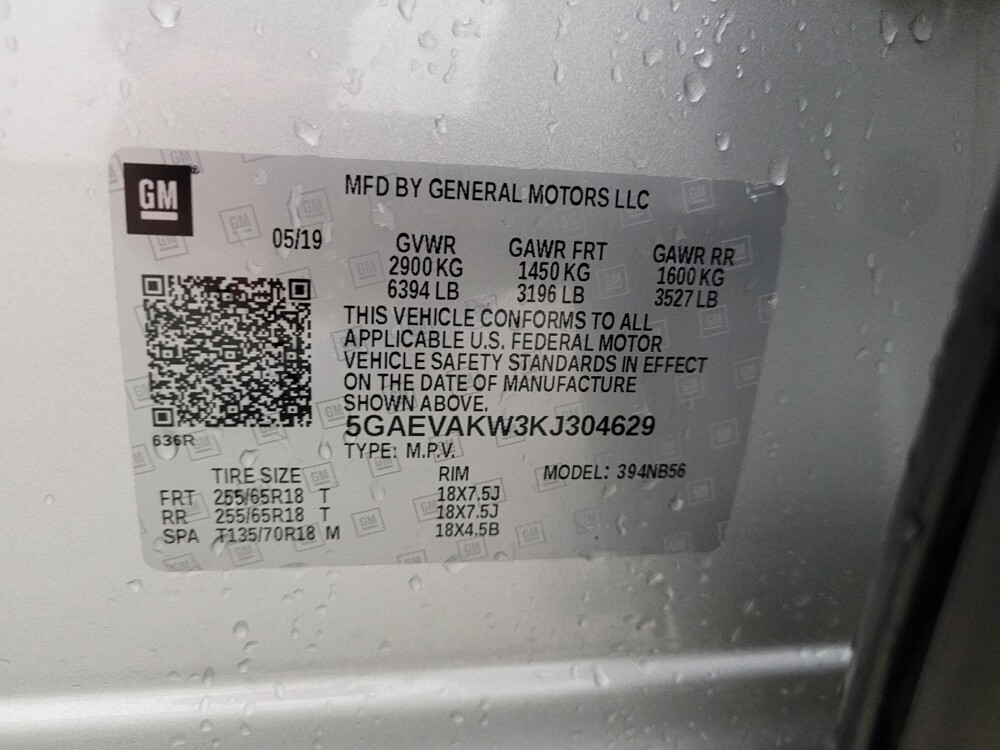 GM
MFD BY GENERAL MOTORS LLC
05/19 GVWR GAWR FRT GAWR RR
2900 KG 1450 KG 1600 KG
6394 LB 3196 LB 3527 LB
THIS VEHICLE CONFORMS TO ALL
APPLICABLE U.S. FEDERAL MOTOR
VEHICLE SAFETY STANDARDS IN EFFECT
ON THE DATE OF MANUFACTURE
SHOWN ABOVE.
5GAEVAKW3KJ304629
636R
TYPE: M.P.V.
TIRE SIZE RIM MODEL: 394NB56
FRT 255/65R18 T 18X7.5J
RR 255/65R18 T 18X7.5J
SPA T135/70R18 M 18X4.5B